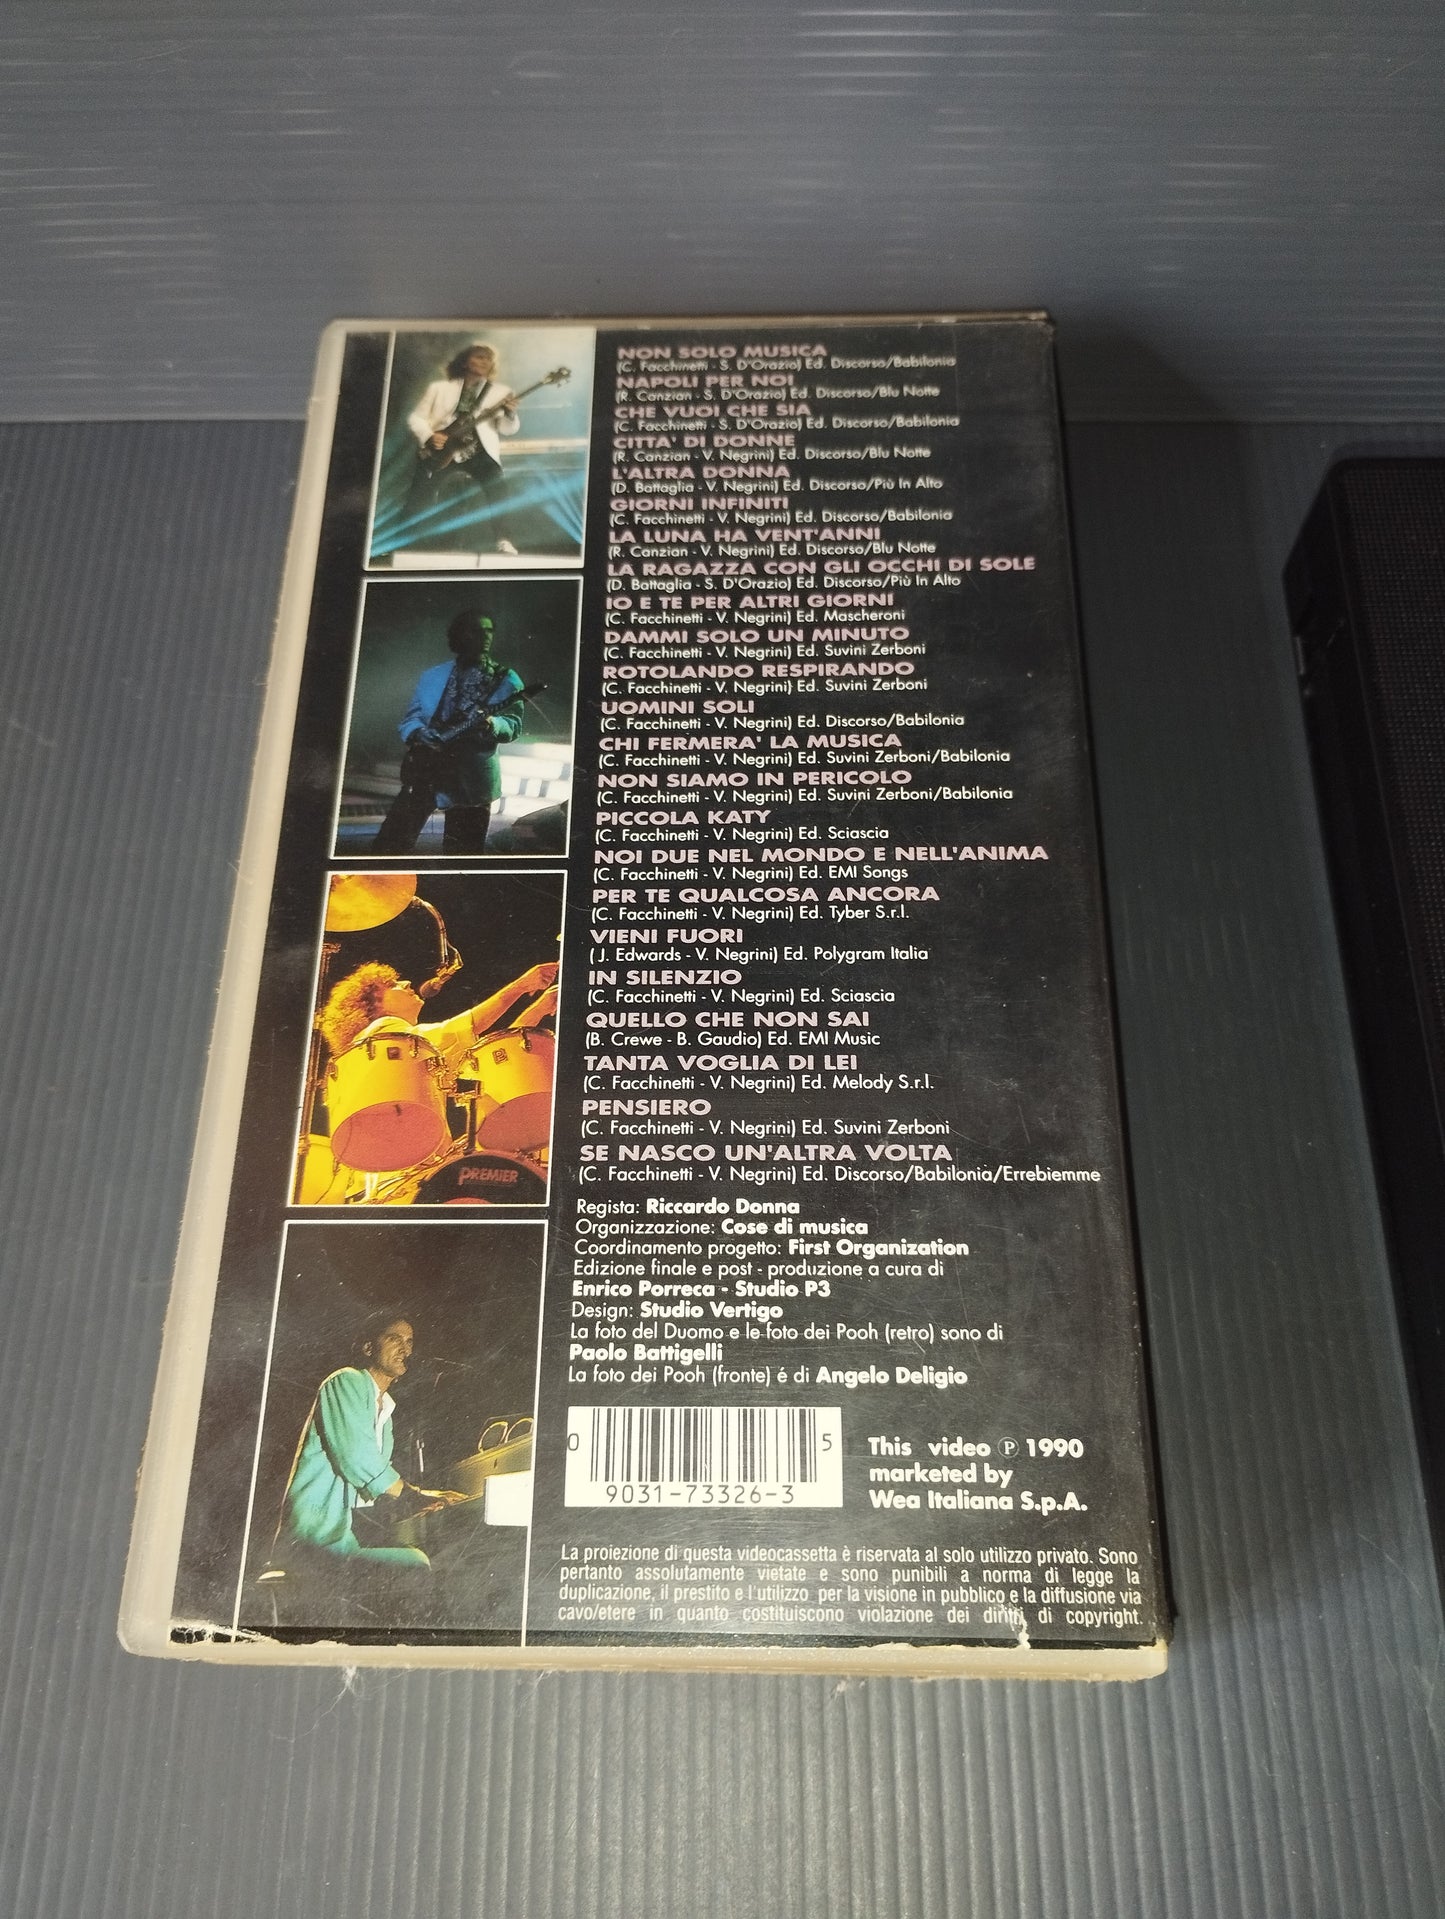 NON SOLO MUSICA
(C. Facchinetti - S. D'Orazio) Ed. Discorso/Babilonia
NAPOLI PER NOI
(R. Canzian - S. D'Orazio) Ed. Discorso/Blu Notte
CHE VUOI CHE SIA
(C. Facchinetti - S. D'Orazio) Ed. Discorso/Babilonia
CITTA' DI DONNE
(R. Canzian - V. Negrini) Ed. Discorso/Blu Notte
L'ALTRA DONNA
(D. Battaglia - V. Negrini) Ed. Discorso/Più In Alto
GIORNI INFINITI
(C. Facchinetti - V. Negrini) Ed. Discorso/Babilonia
LA LUNA HA VENT'ANNI
(R. Canzian - V. Negrini) Ed. Discorso/Blu Notte
LA RAGAZZA CON GLI OCCHI DI SOLE
(D. Battaglia - S. D'Orazio) Ed. Discorso/Più In Alto
IO E TE PER ALTRI GIORNI
(C. Facchinetti - V. Negrini) Ed. Mascheroni
DAMMI SOLO UN MINUTO
(C. Facchinetti - V. Negrini) Ed. Suvini Zerboni
ROTOLANDO RESPIRANDO
(C. Facchinetti - V. Negrini) Ed. Suvini Zerboni
UOMINI SOLI
(C. Facchinetti - V. Negrini) Ed. Discorso/Babilonia
CHI FERMERA' LA MUSICA
(C. Facchinetti - V. Negrini) Ed. Suvini Zerboni/Babilonia
NON SIAMO IN PERICOLO
(C. Facchinetti - V. Negrini) Ed. Suvini Zerboni/Babilonia
PICCOLA KATY
(C. Facchinetti - V. Negrini) Ed. Sciascia
NOI DUE NEL MONDO E NELL'ANIMA
(C. Facchinetti - V. Negrini) Ed. EMI Songs
PER TE QUALCOSA ANCORA
(C. Facchinetti - V. Negrini) Ed. Tyber S.r.l.
VIENI FUORI
( J. Edwards - V. Negrini) Ed. Polygram Italia
IN SILENZIO
(C. Facchinetti - V. Negrini) Ed. Sciascia
QUELLO CHE NON SAI
(B. Crewe - B. Gaudio) Ed. EMI Music
TANTA VOGLIA DI LEI
(C. Facchinetti - V. Negrini) Ed. Melody S.r.l.
PENSIERO
(C. Facchinetti - V. Negrini) Ed. Suvini Zerboni
SE NASCO UN'ALTRA VOLTA
(C. Facchinetti - V. Negrini) Ed. Discorso/Babilonia/Errebiemme
PREMIER
Regista: Riccardo Donna
Organizzazione: Cose di musica
Coordinamento progetto: First Organization
Edizione finale e post - produzione a cura di
Enrico Porreca - Studio P3
Design: Studio Vertigo
La foto del Duomo e le foto dei Pooh (retro) sono di
Paolo Battigelli
La foto dei Pooh (fronte) é di Angelo Deligio
0 5
9031-73326-3
This video Ⓟ 1990
marketed by
Wea Italiana S.p.A.
La proiezione di questa videocassetta è riservata al solo utilizzo privato. Sono
pertanto assolutamente vietate e sono punibili a norma di legge la
duplicazione, il prestito e l'utilizzo per la visione in pubblico e la diffusione via
cavo/etere in quanto costituiscono violazione dei diritti di copyright.